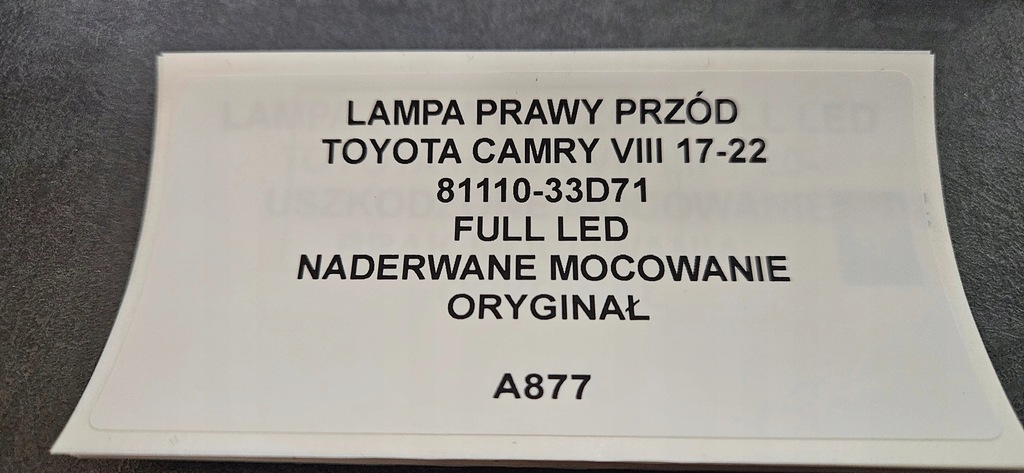 LAMPA PRAWY PRZÓD
TOYOTA CAMRY VIII 17-22
81110-33D71
FULL LED
NADERWANE MOCOWANIE
ORYGINAŁ
A877